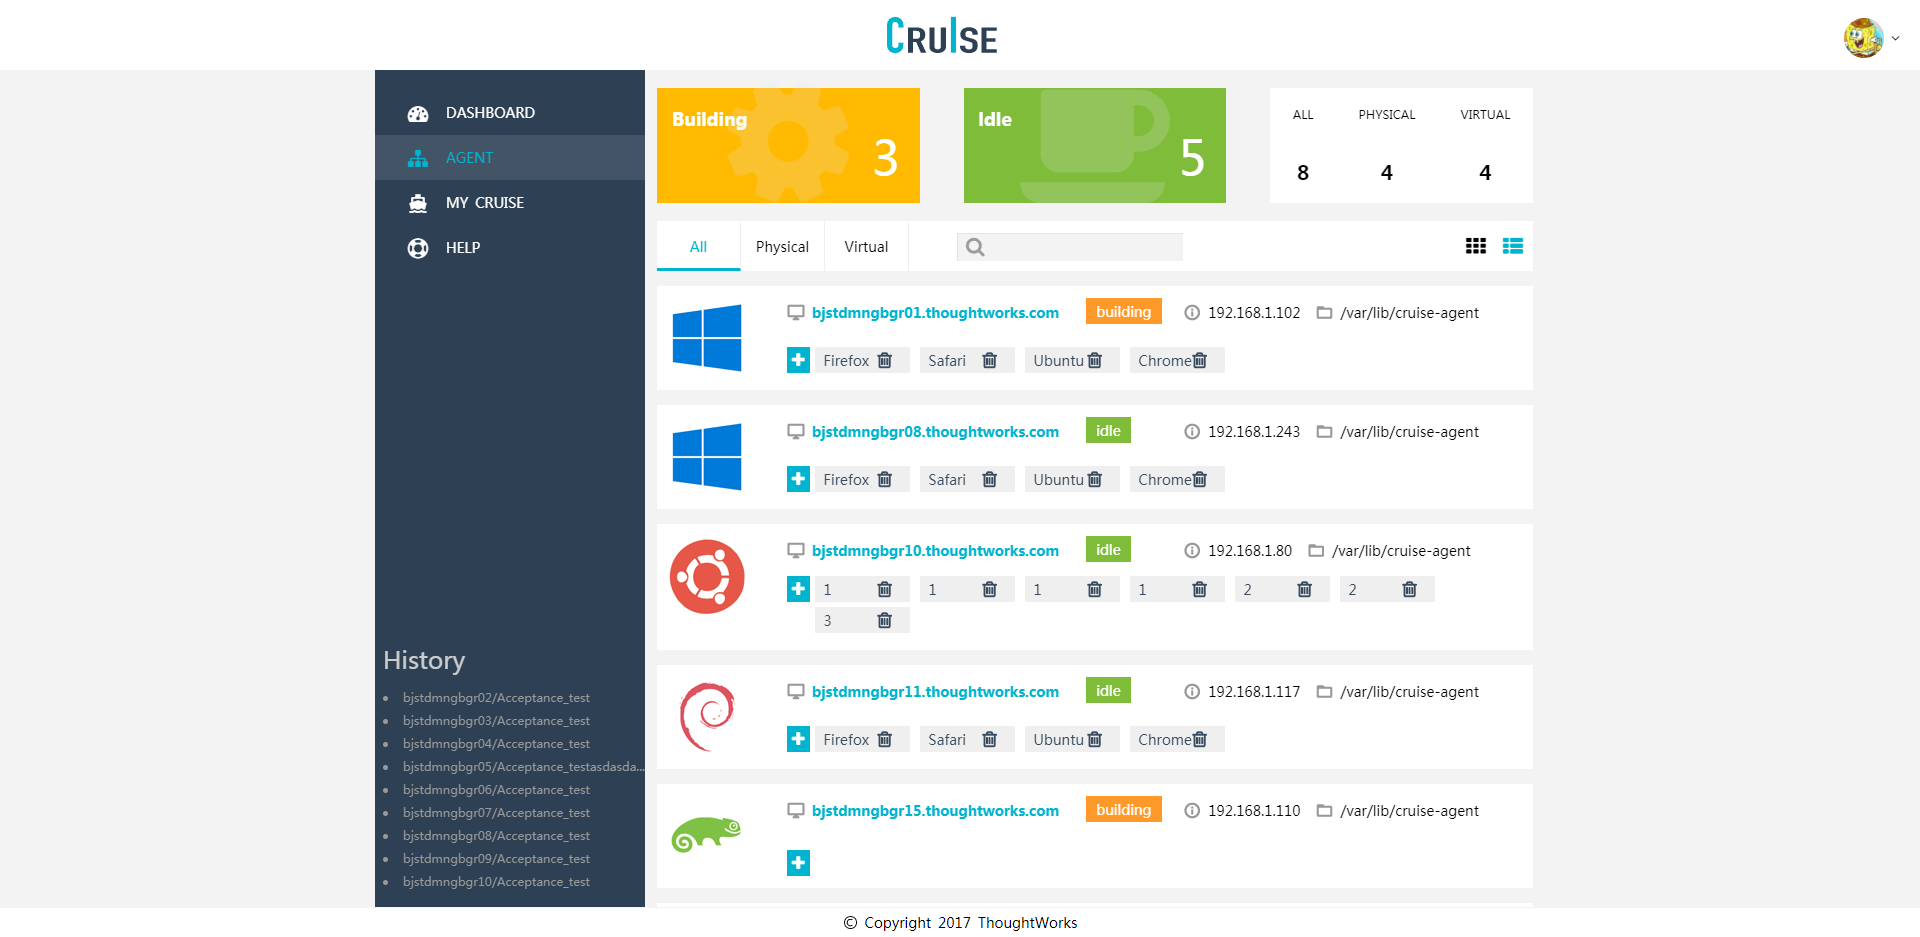 CRUISE
DASHBOARD
AGENT
MY CRUISE
HELP
History
bjstdmngbgr02/Acceptance_test
bjstdmngbgr03/Acceptance_test
bjstdmngbgr04/Acceptance_test
bjstdmngbgr05/Acceptance_testasdasda...
bjstdmngbgr06/Acceptance_test
bjstdmngbgr07/Acceptance_test
bjstdmngbgr08/Acceptance_test
bjstdmngbgr09/Acceptance_test
bjstdmngbgr10/Acceptance_test
Building
3
Idle
5
ALL PHYSICAL VIRTUAL
8 4 4
All Physical Virtual
bjstdmngbgr01.thoughtworks.com building 192.168.1.102 /var/lib/cruise-agent
Firefox Safari Ubuntu Chrome
bjstdmngbgr08.thoughtworks.com idle 192.168.1.243 /var/lib/cruise-agent
Firefox Safari Ubuntu Chrome
bjstdmngbgr10.thoughtworks.com idle 192.168.1.80 /var/lib/cruise-agent
1 1 1 1 2 2
3
bjstdmngbgr11.thoughtworks.com idle 192.168.1.117 /var/lib/cruise-agent
Firefox Safari Ubuntu Chrome
bjstdmngbgr15.thoughtworks.com building 192.168.1.110 /var/lib/cruise-agent
© Copyright 2017 ThoughtWorks